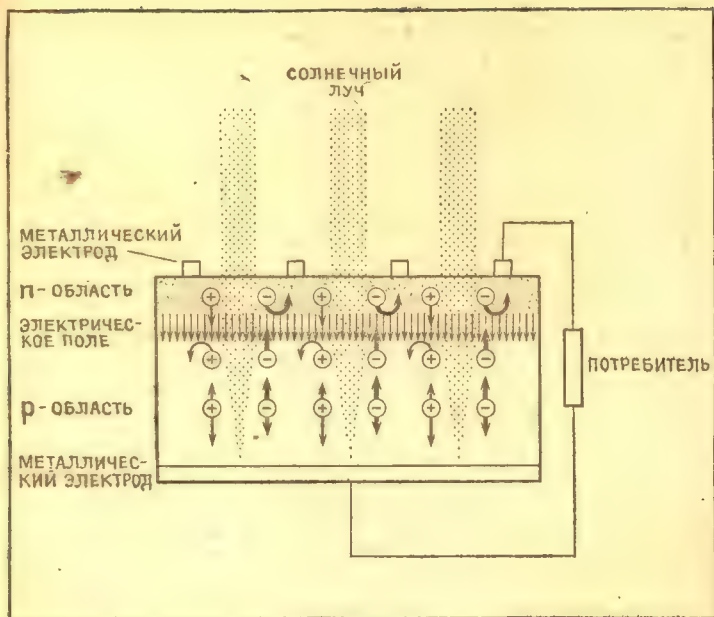 СОЛНЕЧНЫЙ
ЛУЧ
МЕТАЛЛИЧЕСКИЙ
ЭЛЕКТРОД
n-ОБЛАСТЬ
ЭЛЕКТРИЧЕС-
КОЕ ПОЛЕ
ПОТРЕБИТЕЛЬ
p-ОБЛАСТЬ
МЕТАЛЛИЧЕС-
КИЙ ЭЛЕКТРОД